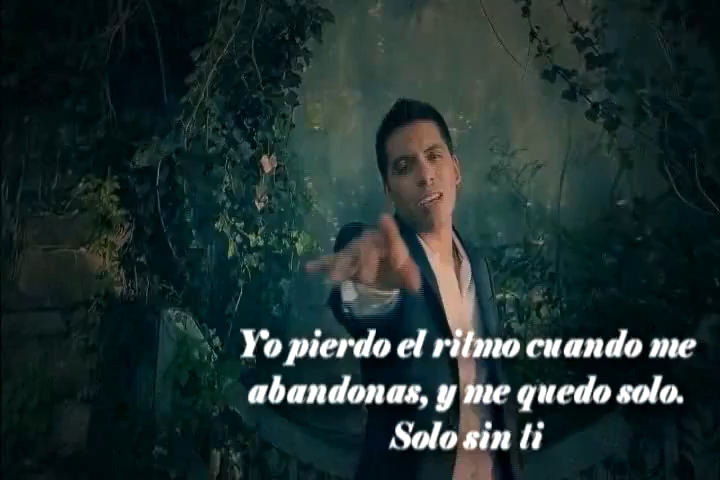 Yo pierdo el ritmo cuando me
abandonas, y me quedo solo.
Solo sin ti